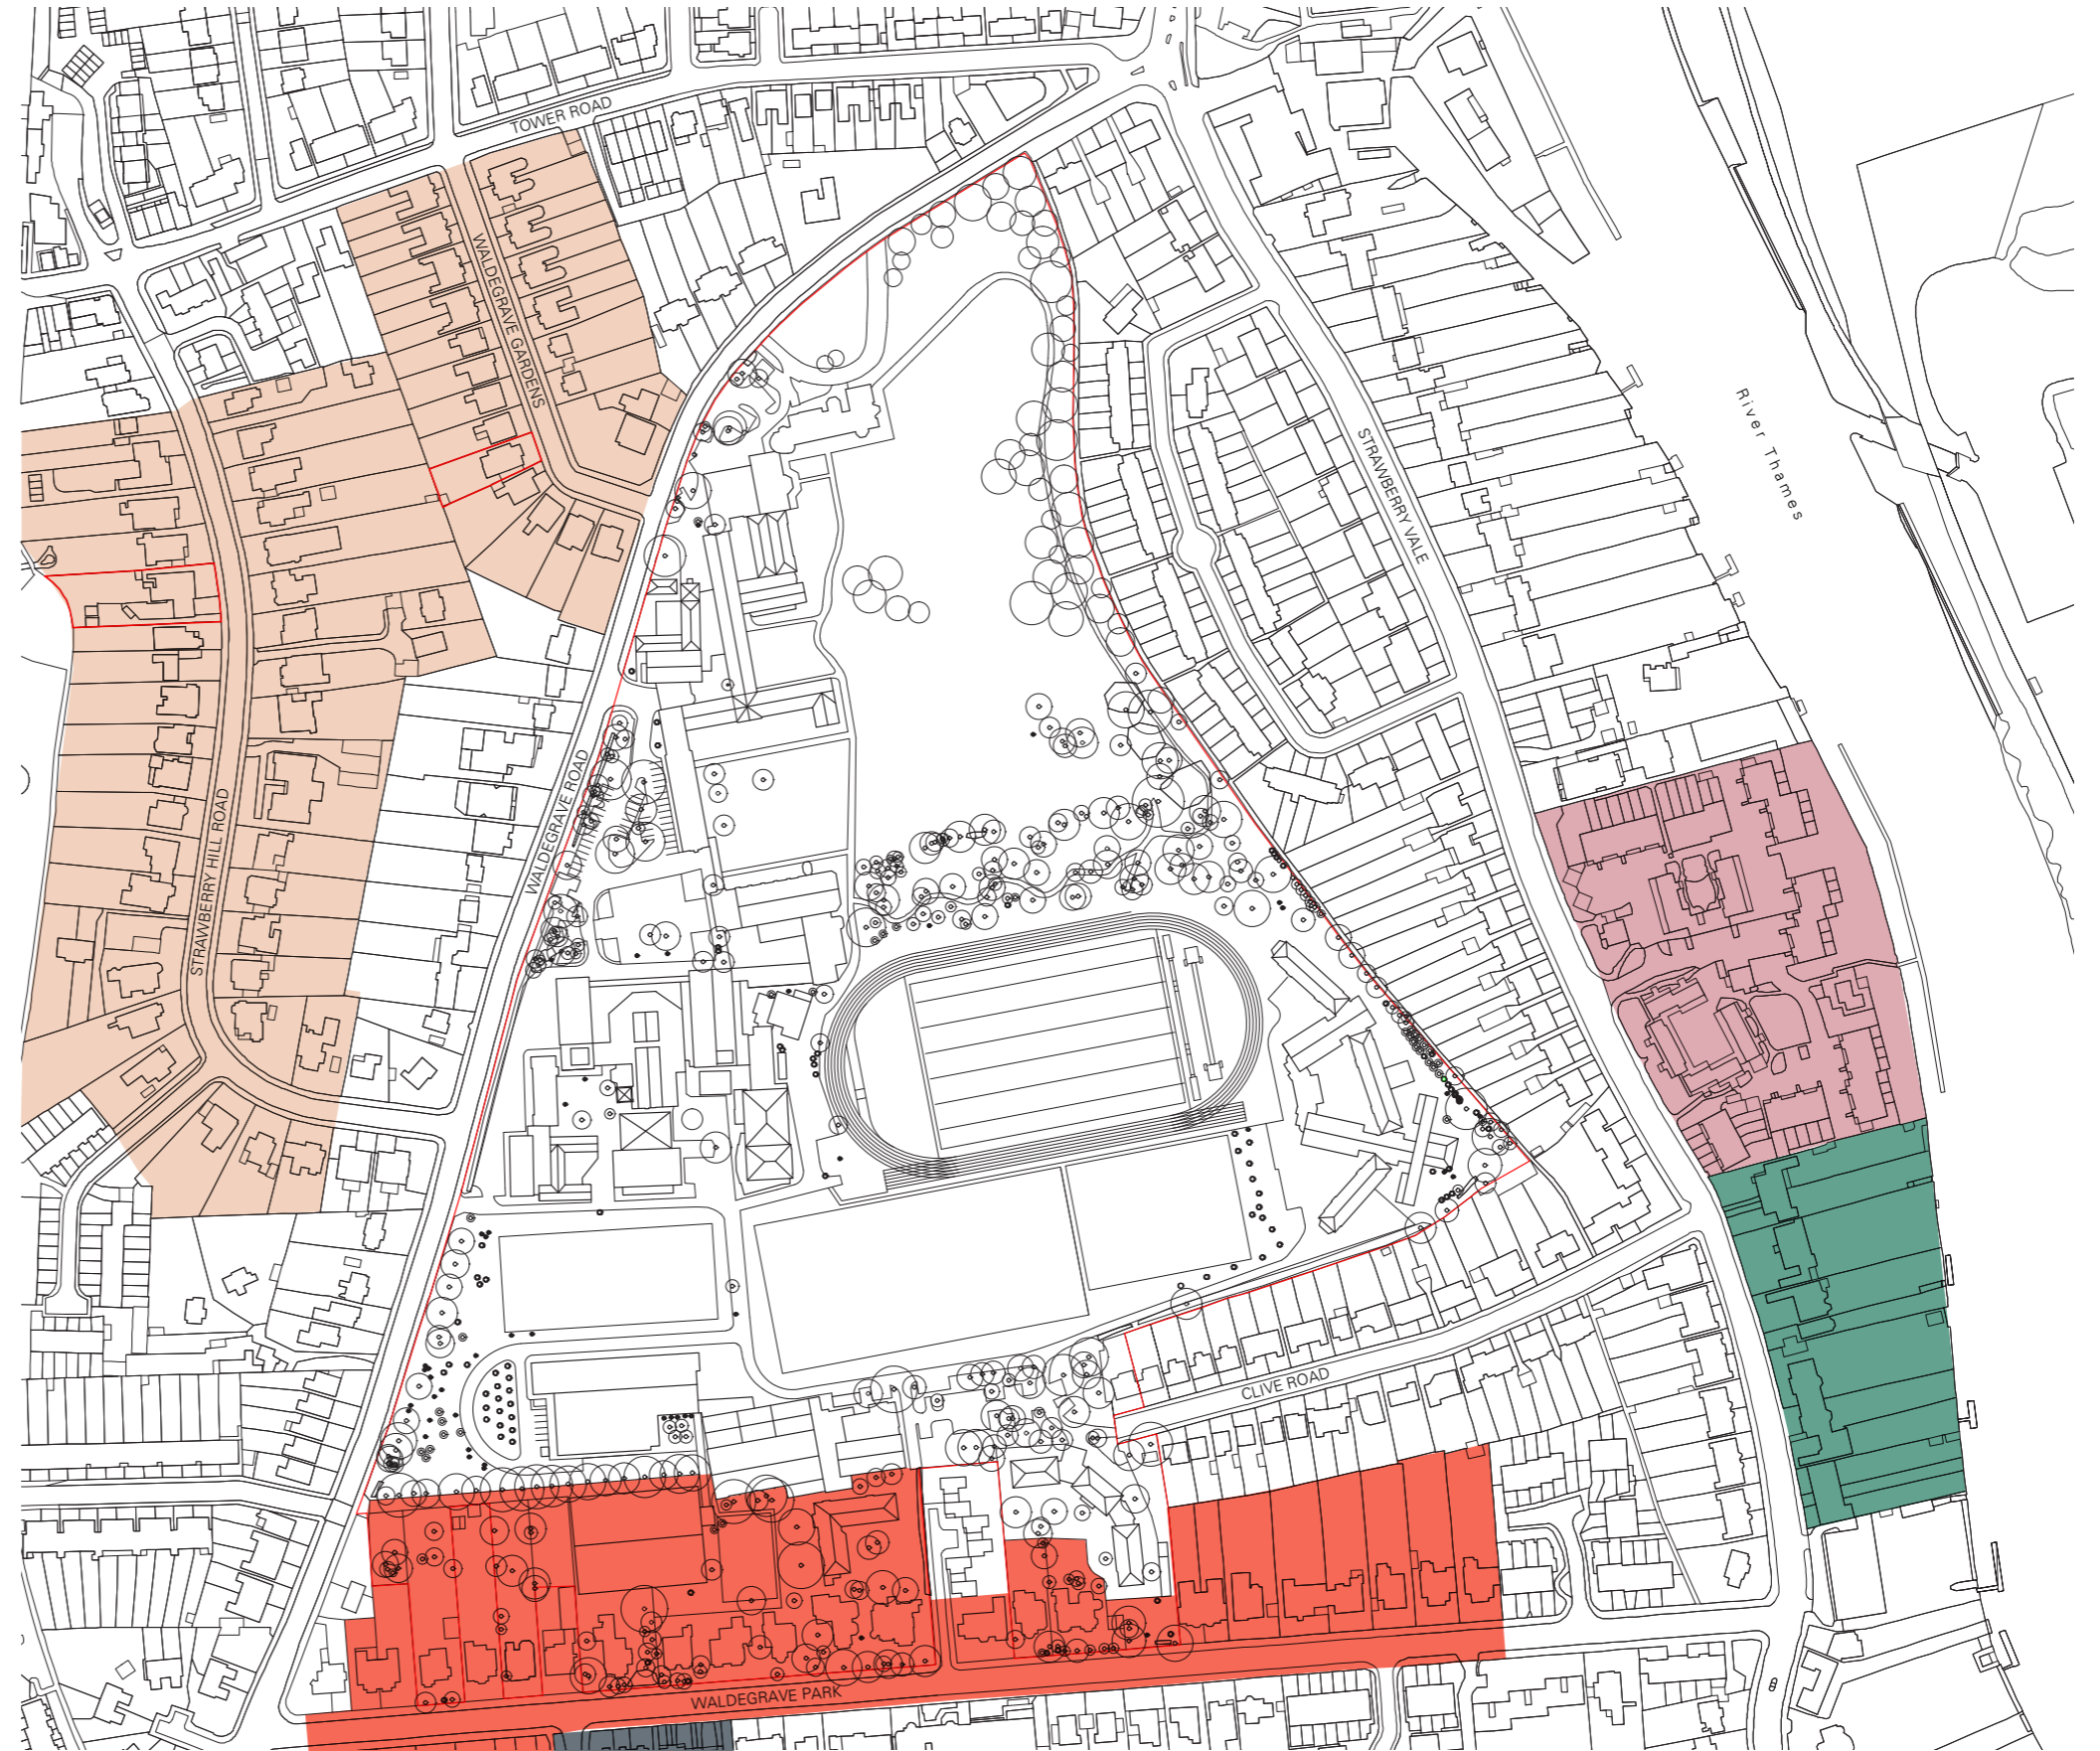 TOWER ROAD
WALDEGRAVE GARDENS
River Thames
STRAWBERRY VALE
STRAWBERRY HILL ROAD
WALDEGRAVE ROAD
CLIVE ROAD
WALDEGRAVE PARK